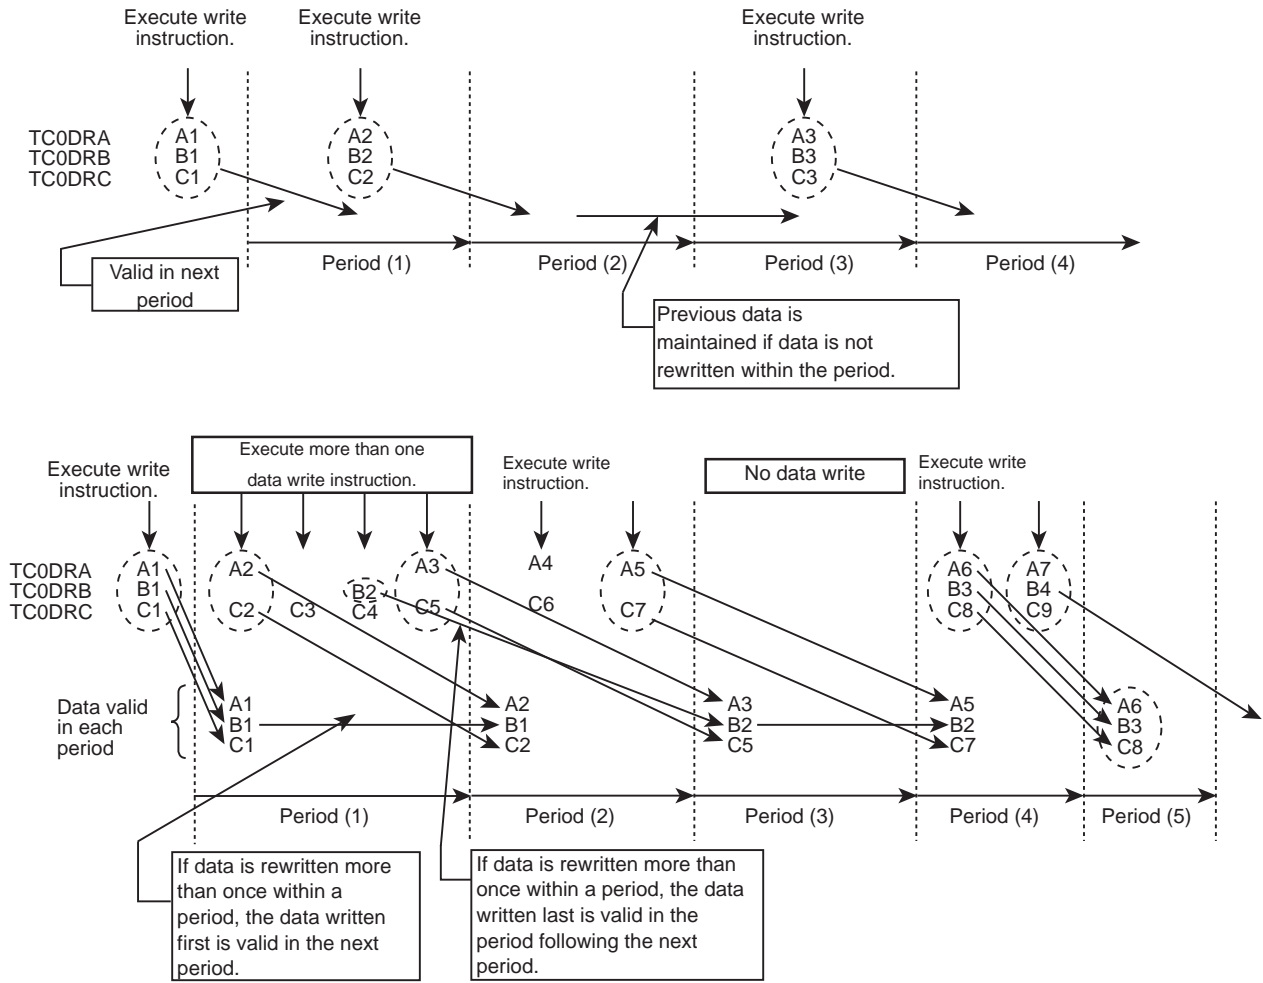 Execute write
instruction.
Execute write
instruction.
Execute write
instruction.
TC0DRA
TC0DRB
TC0DRC
A1
B1
C1
A2
B2
C2
A3
B3
C3
Period (1)
Period (2)
Period (3)
Period (4)
Valid in next
period
Previous data is
maintained if data is not
rewritten within the period.
Execute write
instruction.
Execute more than one
data write instruction.
Execute write
instruction.
No data write
Execute write
instruction.
TC0DRA
TC0DRB
TC0DRC
A1
B1
C1
A2
C2
C3
B2
C4
A3
C5
A4
C6
A5
C7
A6
B3
C8
A7
B4
C9
Data valid
in each
period
A1
B1
C1
A2
B1
C2
A3
B2
C5
A5
B2
C7
A6
B3
C8
Period (1)
Period (2)
Period (3)
Period (4)
Period (5)
If data is rewritten more
than once within a
period, the data written
first is valid in the next
period.
If data is rewritten more than
once within a period, the data
written last is valid in the
period following the next
period.